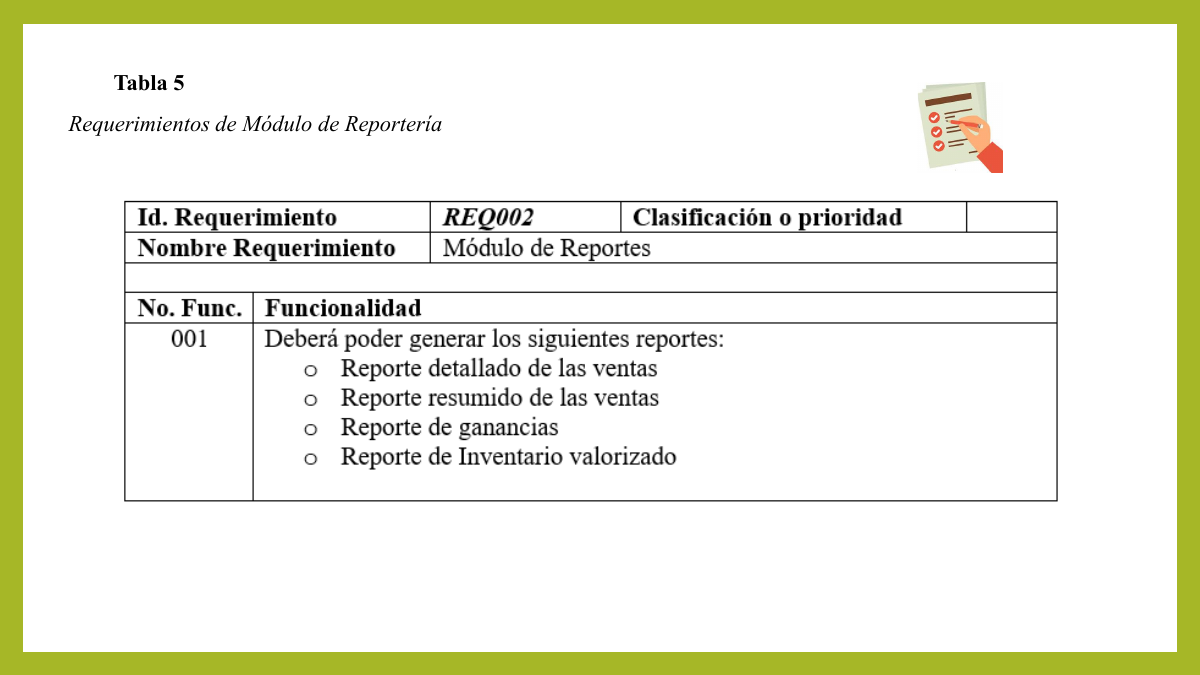 Tabla 5
Requerimientos de Módulo de Reportería
Id. Requerimiento REQ002 Clasificación o prioridad
Nombre Requerimiento Módulo de Reportes
No. Func. Funcionalidad
001 Deberá poder generar los siguientes reportes:
o Reporte detallado de las ventas
o Reporte resumido de las ventas
o Reporte de ganancias
o Reporte de Inventario valorizado